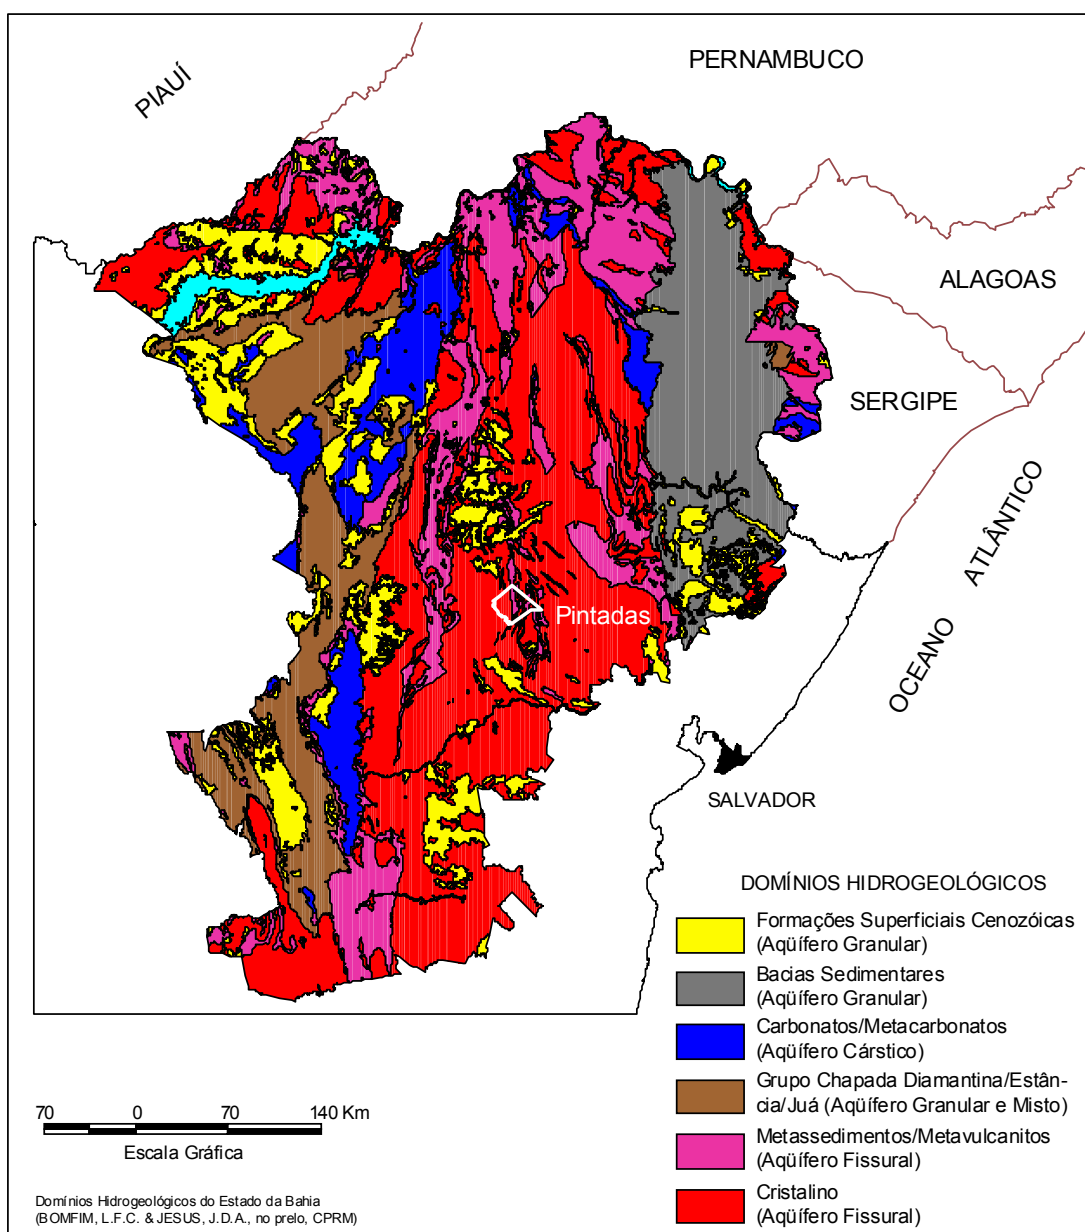 PERNAMBUCO
PIAUÍ
ALAGOAS
SERGIPE
OCEANO ATLÂNTICO
Pintadas
SALVADOR
DOMÍNIOS HIDROGEOLÓGICOS
Formações Superficiais Cenozóicas
(Aqüífero Granular)
Bacias Sedimentares
(Aqüífero Granular)
Carbonatos/Metacarbonatos
(Aqüífero Cárstico)
Grupo Chapada Diamantina/Estân-
cia/Juá (Aqüífero Granular e Misto)
Metassedimentos/Metavulcanitos
(Aqüífero Fissural)
Cristalino
(Aqüífero Fissural)
70 0 70 140 Km
Escala Gráfica
Domínios Hidrogeológicos do Estado da Bahia
(BOMFIM, L.F.C. & JESUS, J.D.A., no prelo, CPRM)